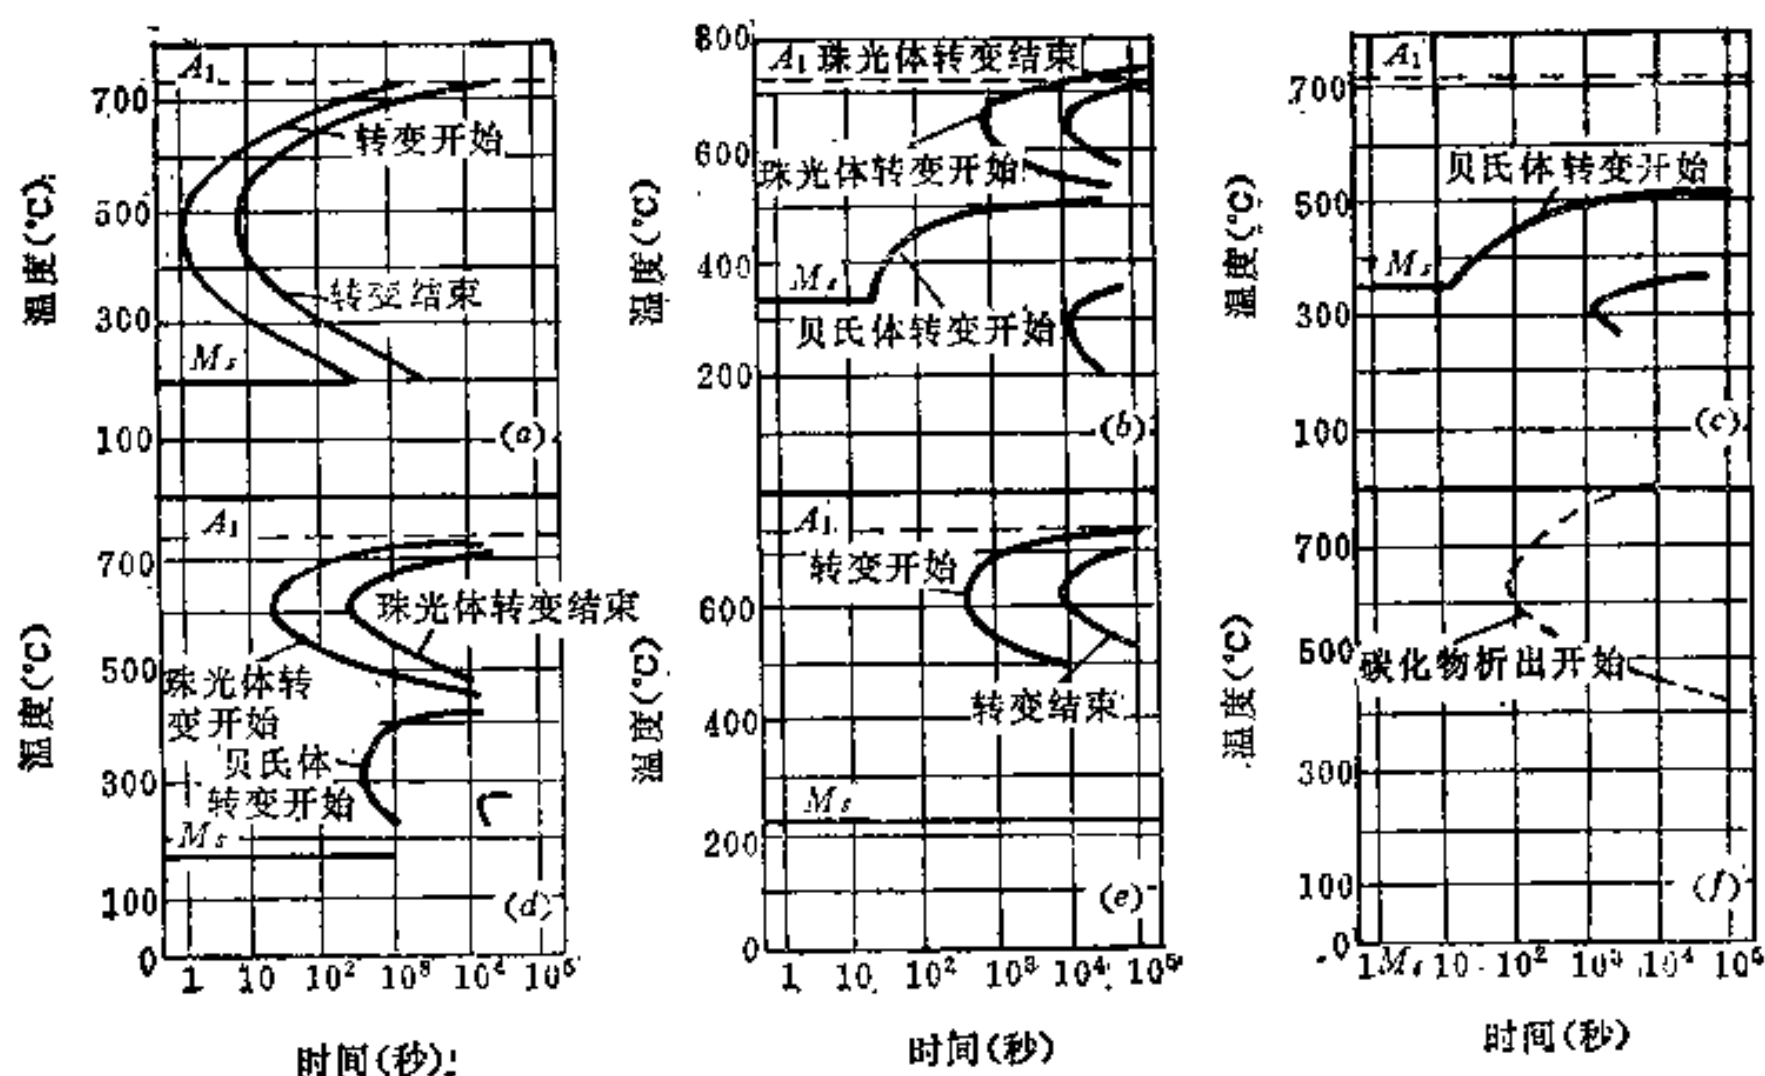 A₁
700
转变开始
温度(℃)
500
转变结束
300
Ms
100
(a)
800
A₁ 珠光体转变结束
600
珠光体转变开始
温度(℃)
400
Ms
贝氏体转变开始
200
(b)
A₁
700
贝氏体转变开始
温度(℃)
500
Ms
300
100
(c)
A₁
700
珠光体转变结束
温度(℃)
500
珠光体转
变开始
贝氏体
转变开始
300
Ms
100
(d)
0
1 10 10² 10³ 10⁴ 10⁵
时间(秒)
A₁
转变开始
600
温度(℃)
转变结束
400
Ms
200
(e)
0
1 10 10² 10³ 10⁴ 10⁵
时间(秒)
700
温度(℃)
500
碳化物析出开始
300
100
(f)
0
1 Ms 10 10² 10³ 10⁴ 10⁵
时间(秒)